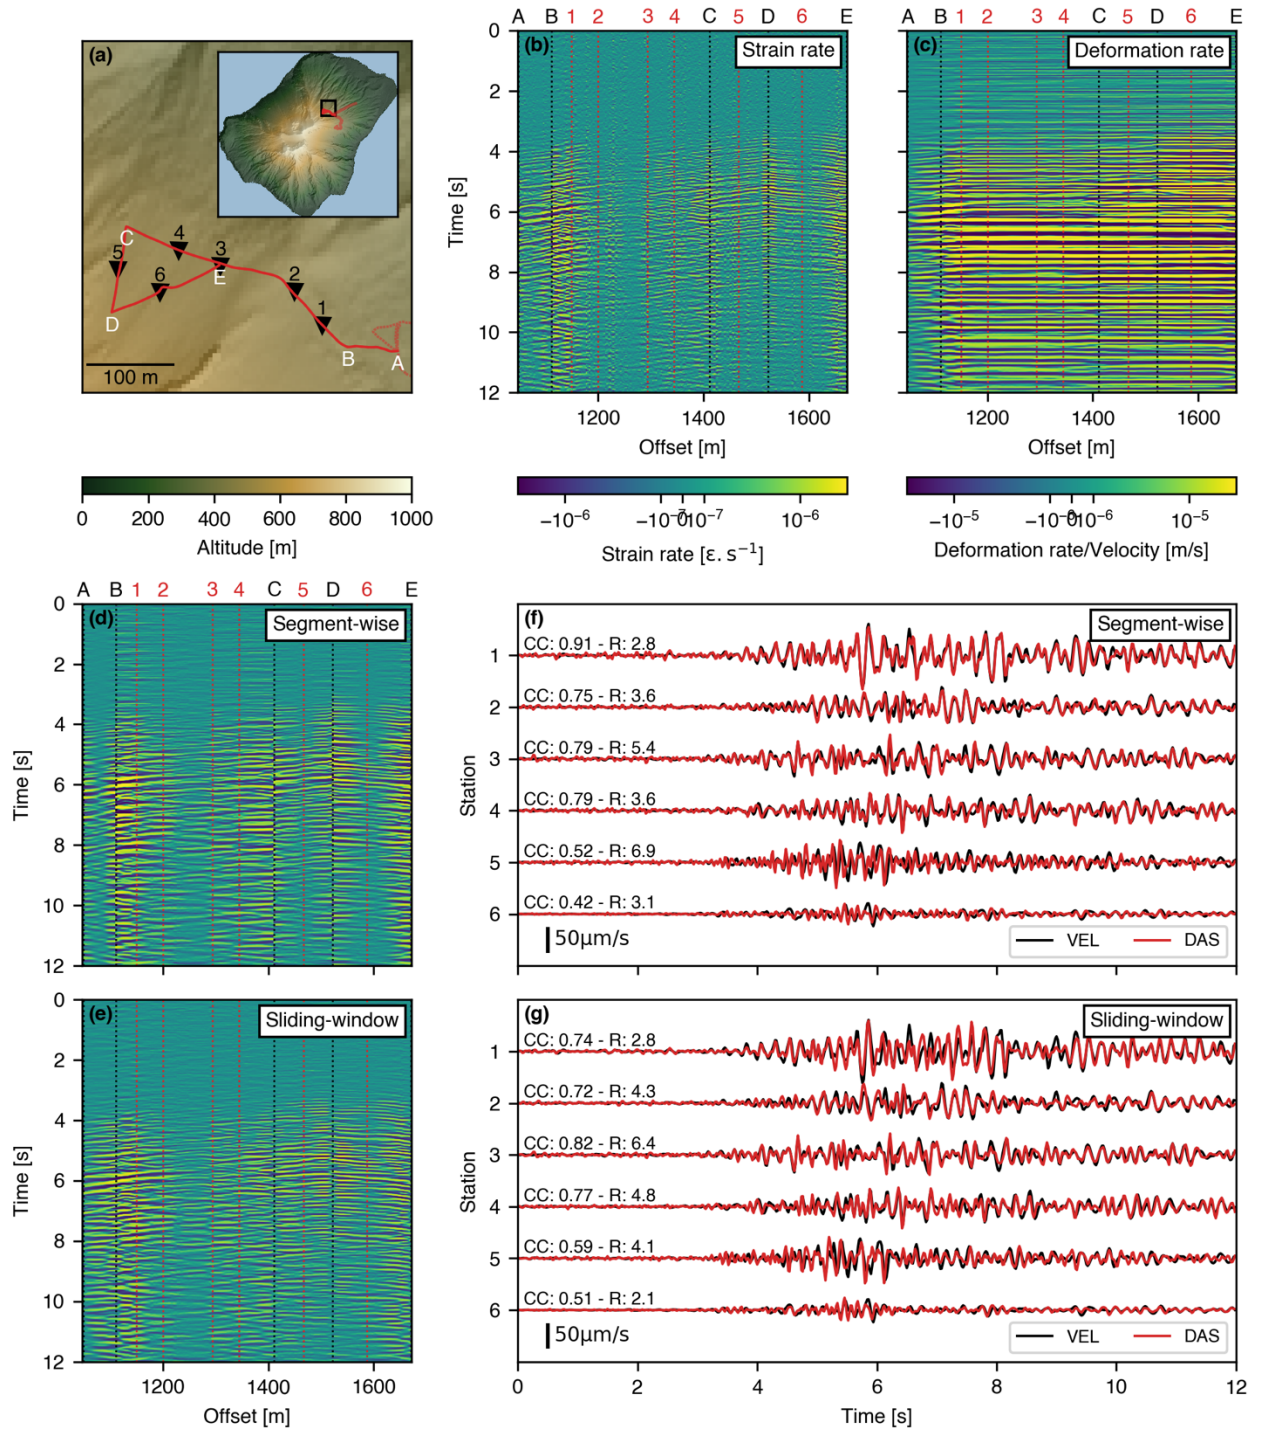 (a)
4
C
3
5
E
6
2
D
1
B
A
100 m
0 200 400 600 800 1000
Altitude [m]
A B 1 2 3 4 C 5 D 6 E
(b)
Strain rate
0
2
4
6
8
10
12
Time [s]
1200 1400 1600
Offset [m]
−10⁻⁶ 0 10⁻⁷ 10⁻⁶
Strain rate [ε. s⁻¹]
A B 1 2 3 4 C 5 D 6 E
(c)
Deformation rate
1200 1400 1600
Offset [m]
−10⁻⁵ 0 10⁻⁶ 10⁻⁵
Deformation rate/Velocity [m/s]
A B 1 2 3 4 C 5 D 6 E
(d)
Segment-wise
0
2
4
6
8
10
12
Time [s]
(e)
Sliding-window
0
2
4
6
8
10
12
Time [s]
1200 1400 1600
Offset [m]
(f)
Segment-wise
CC: 0.91 - R: 2.8
1
CC: 0.75 - R: 3.6
2
CC: 0.79 - R: 5.4
3
CC: 0.79 - R: 3.6
4
CC: 0.52 - R: 6.9
5
CC: 0.42 - R: 3.1
6
Station
50μm/s
VEL DAS
(g)
Sliding-window
CC: 0.74 - R: 2.8
1
CC: 0.72 - R: 4.3
2
CC: 0.82 - R: 6.4
3
CC: 0.77 - R: 4.8
4
CC: 0.59 - R: 4.1
5
CC: 0.51 - R: 2.1
6
Station
50μm/s
VEL DAS
0 2 4 6 8 10 12
Time [s]